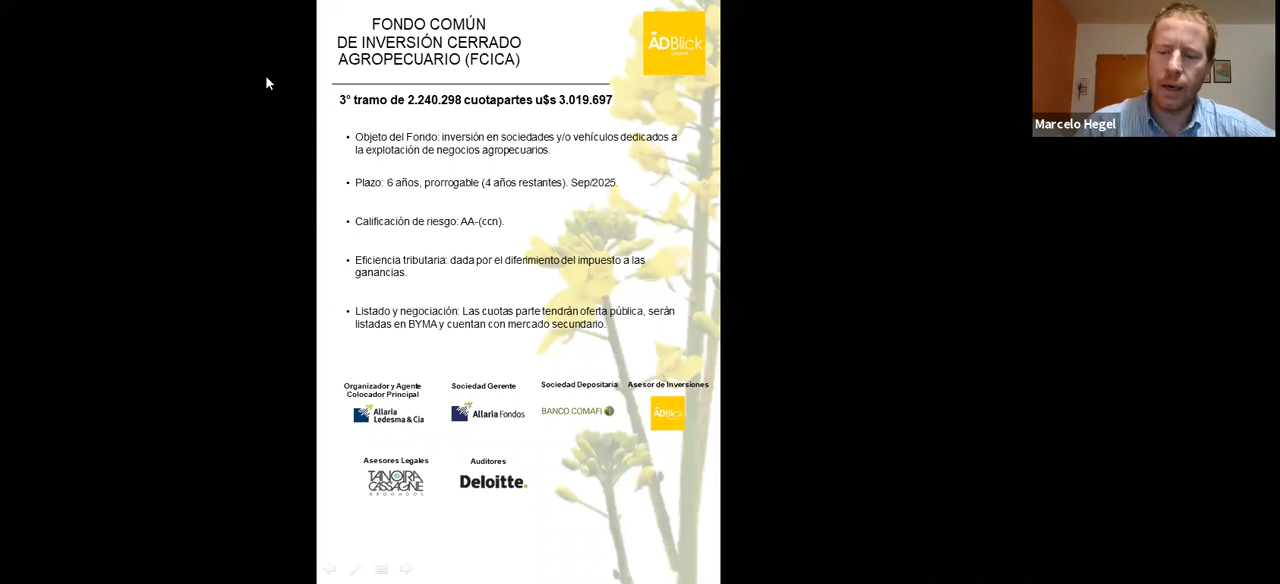 FONDO COMÚN
DE INVERSIÓN CERRADO
AGROPECUARIO (FCICA)
ADBlick
3° tramo de 2.240.298 cuotapartes u$s 3.019.697
• Objeto del Fondo: inversión en sociedades y/o vehículos dedicados a
la explotación de negocios agropecuarios.
• Plazo: 6 años, prorrogable (4 años restantes). Sep/2025.
• Calificación de riesgo: AA-(ccn).
• Eficiencia tributaria: dada por el diferimiento del impuesto a las
ganancias.
• Listado y negociación: Las cuotas parte tendrán oferta pública, serán
listadas en BYMA y cuentan con mercado secundario.
Organizador y Agente
Colocador Principal
Allaria
Ledesma & Cia
Sociedad Gerente
Allaria Fondos
Sociedad Depositaria
BANCO COMAFI
Asesor de Inversiones
ADBlick
Asesores Legales
TANOIRA
CASSAGNE
ABOGADOS
Auditores
Deloitte.
Marcelo Hegel